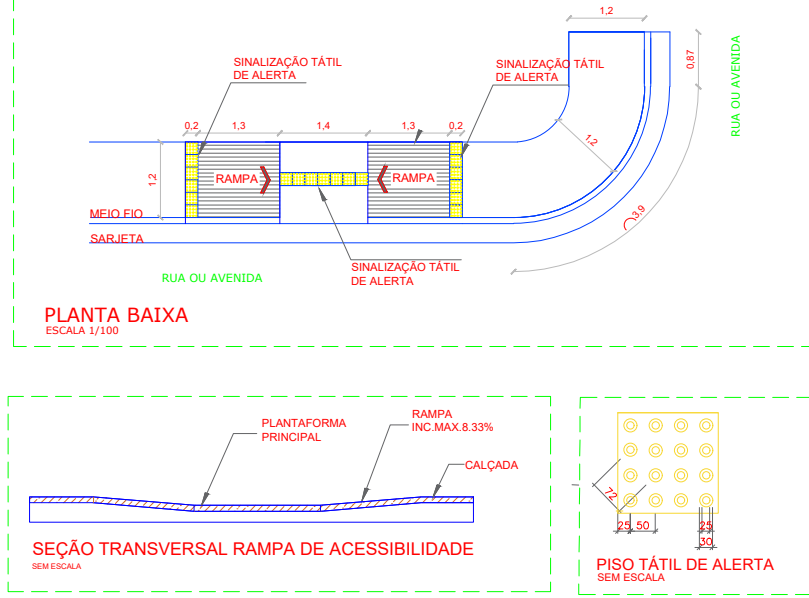 1,2
SINALIZAÇÃO TÁTIL
DE ALERTA
SINALIZAÇÃO TÁTIL
DE ALERTA
0,87
RUA OU AVENIDA
0,2
1,3
1,4
1,3
0,2
1,2
1,2
RAMPA
RAMPA
MEIO FIO
SARJETA
3,9
SINALIZAÇÃO TÁTIL
DE ALERTA
RUA OU AVENIDA
PLANTA BAIXA
ESCALA 1/100
PLANTAFORMA
PRINCIPAL
RAMPA
INC.MAX.8.33%
CALÇADA
SEÇÃO TRANSVERSAL RAMPA DE ACESSIBILIDADE
SEM ESCALA
72
25
50
25
30
PISO TÁTIL DE ALERTA
SEM ESCALA